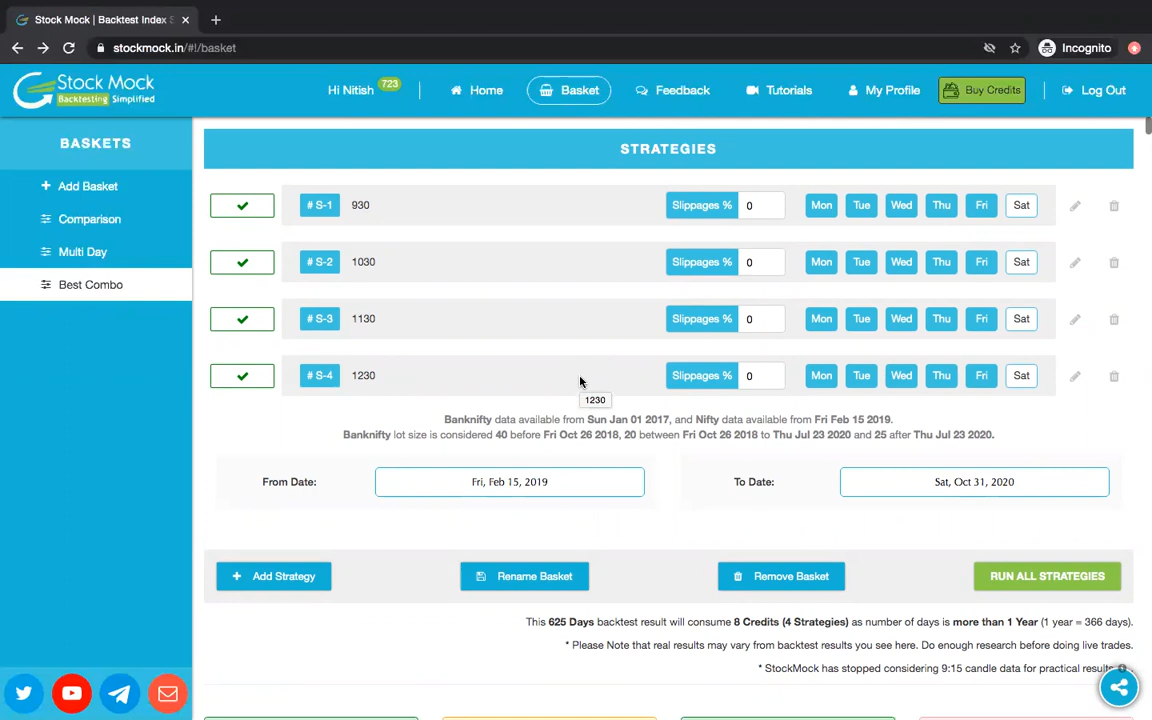 Stock Mock | Backtest Index S
stockmock.in/#!/basket
Incognito
Stock Mock
Backtesting Simplified
Hi Nitish 723
Home
Basket
Feedback
Tutorials
My Profile
Buy Credits
Log Out
BASKETS
Add Basket
Comparison
Multi Day
Best Combo
STRATEGIES
# S-1 930 Slippages % 0 Mon Tue Wed Thu Fri Sat
# S-2 1030 Slippages % 0 Mon Tue Wed Thu Fri Sat
# S-3 1130 Slippages % 0 Mon Tue Wed Thu Fri Sat
# S-4 1230 Slippages % 0 Mon Tue Wed Thu Fri Sat
1230
Banknifty data available from Sun Jan 01 2017, and Nifty data available from Fri Feb 15 2019.
Banknifty lot size is considered 40 before Fri Oct 26 2018, 20 between Fri Oct 26 2018 to Thu Jul 23 2020 and 25 after Thu Jul 23 2020.
From Date: Fri, Feb 15, 2019 To Date: Sat, Oct 31, 2020
Add Strategy Rename Basket Remove Basket RUN ALL STRATEGIES
This 625 Days backtest result will consume 8 Credits (4 Strategies) as number of days is more than 1 Year (1 year = 366 days).
* Please Note that real results may vary from backtest results you see here. Do enough research before doing live trades.
* StockMock has stopped considering 9:15 candle data for practical results